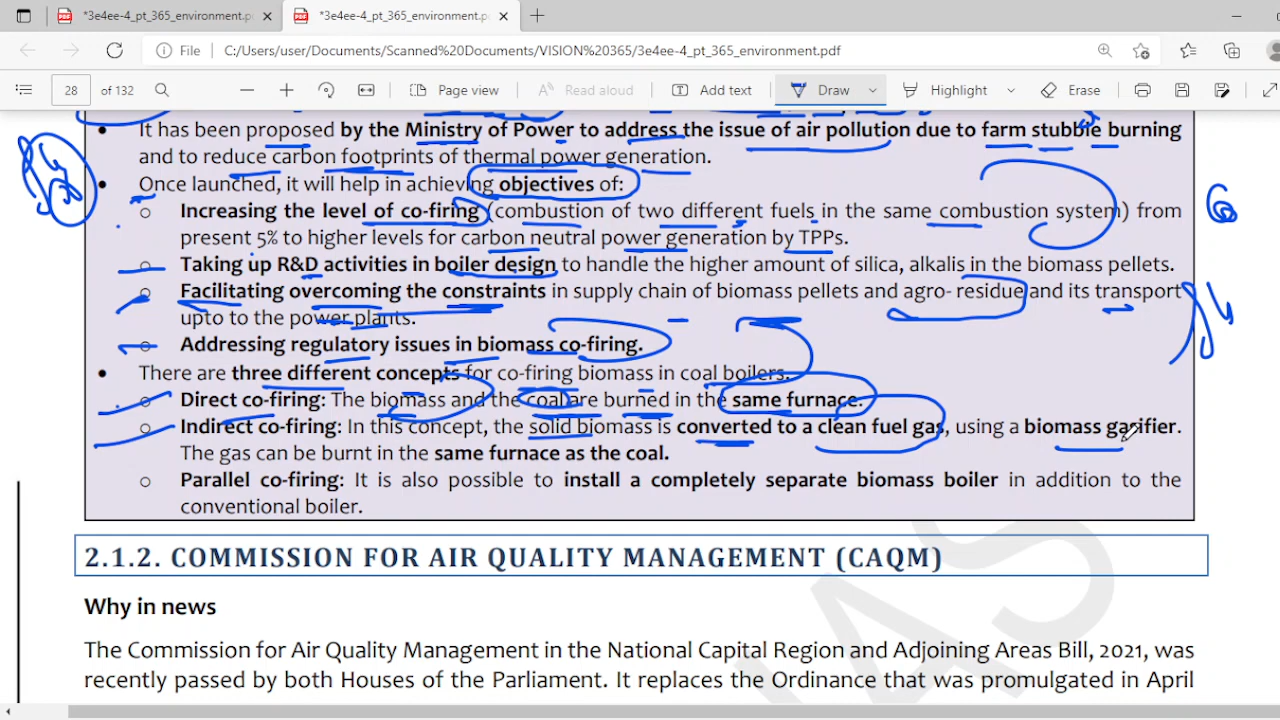 *3e4ee-4_pt_365_environment.p
*3e4ee-4_pt_365_environment.p
File
C:/Users/user/Documents/Scanned%20Documents/VISION%20365/3e4ee-4_pt_365_environment.pdf
28 of 132
Page view
Read aloud
Add text
Draw
Highlight
Erase
• It has been proposed by the Ministry of Power to address the issue of air pollution due to farm stubble burning
and to reduce carbon footprints of thermal power generation.
• Once launched, it will help in achieving objectives of:
o Increasing the level of co-firing (combustion of two different fuels in the same combustion system) from
present 5% to higher levels for carbon neutral power generation by TPPs.
o Taking up R&D activities in boiler design to handle the higher amount of silica, alkalis in the biomass pellets.
o Facilitating overcoming the constraints in supply chain of biomass pellets and agro- residue and its transport
upto to the power plants.
o Addressing regulatory issues in biomass co-firing.
• There are three different concepts for co-firing biomass in coal boilers.
o Direct co-firing: The biomass and the coal are burned in the same furnace.
o Indirect co-firing: In this concept, the solid biomass is converted to a clean fuel gas, using a biomass gasifier.
The gas can be burnt in the same furnace as the coal.
o Parallel co-firing: It is also possible to install a completely separate biomass boiler in addition to the
conventional boiler.
2.1.2. COMMISSION FOR AIR QUALITY MANAGEMENT (CAQM)
Why in news
The Commission for Air Quality Management in the National Capital Region and Adjoining Areas Bill, 2021, was
recently passed by both Houses of the Parliament. It replaces the Ordinance that was promulgated in April